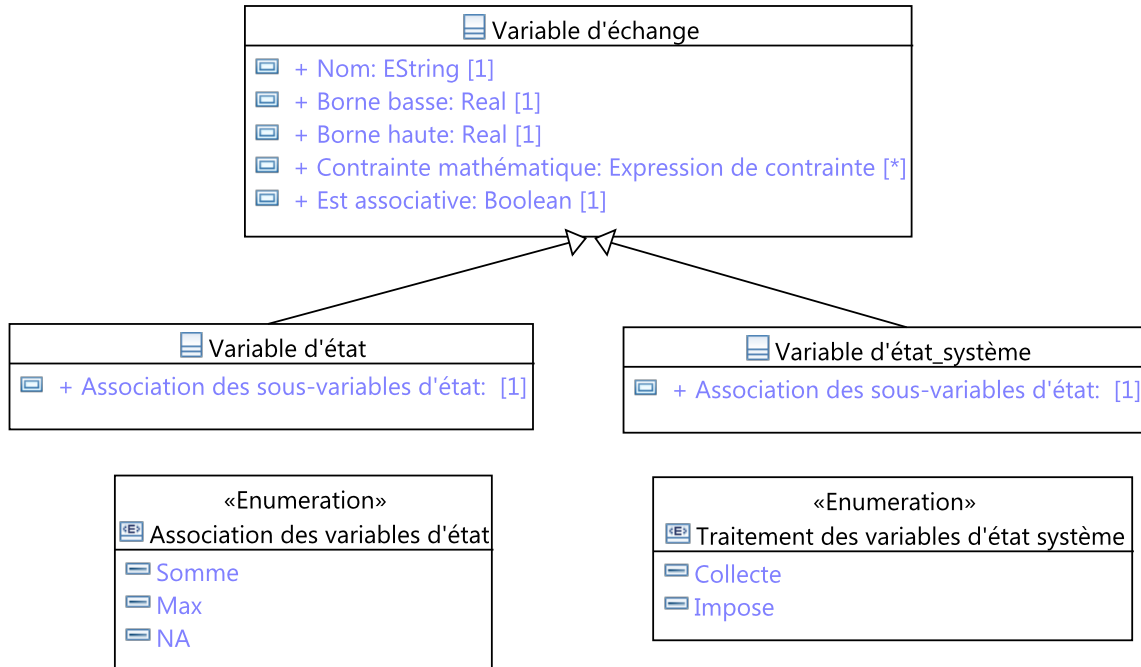 Variable d'échange
+ Nom: EString [1]
+ Borne basse: Real [1]
+ Borne haute: Real [1]
+ Contrainte mathématique: Expression de contrainte [*]
+ Est associative: Boolean [1]
Variable d'état
+ Association des sous-variables d'état:  [1]
Variable d'état_système
+ Association des sous-variables d'état:  [1]
«Enumeration»
<E> Association des variables d'état
Somme
Max
NA
«Enumeration»
<E> Traitement des variables d'état système
Collecte
Impose